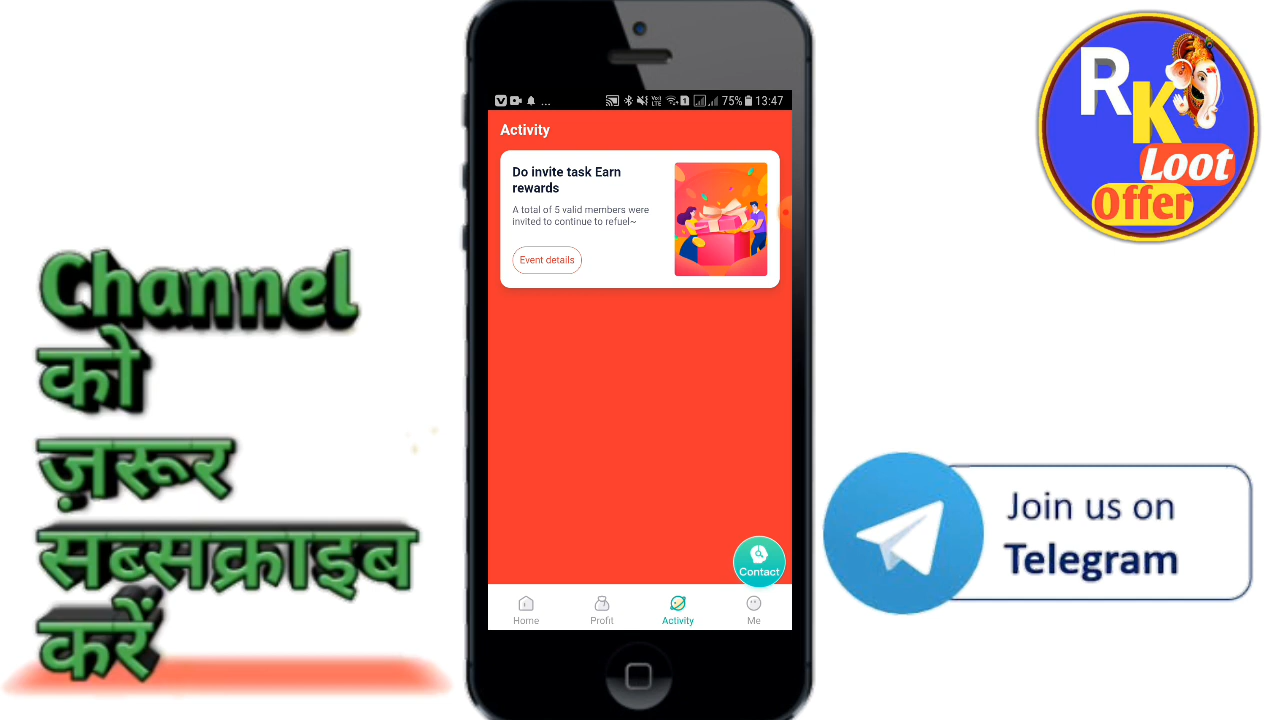 Channel
को
ज़रूर
सब्सक्राइब
करें
... 75% 13:47
Activity
Do invite task Earn
rewards
A total of 5 valid members were
invited to continue to refuel~
Event details
Contact
Home Profit Activity Me
RK
Loot
Offer
Join us on
Telegram